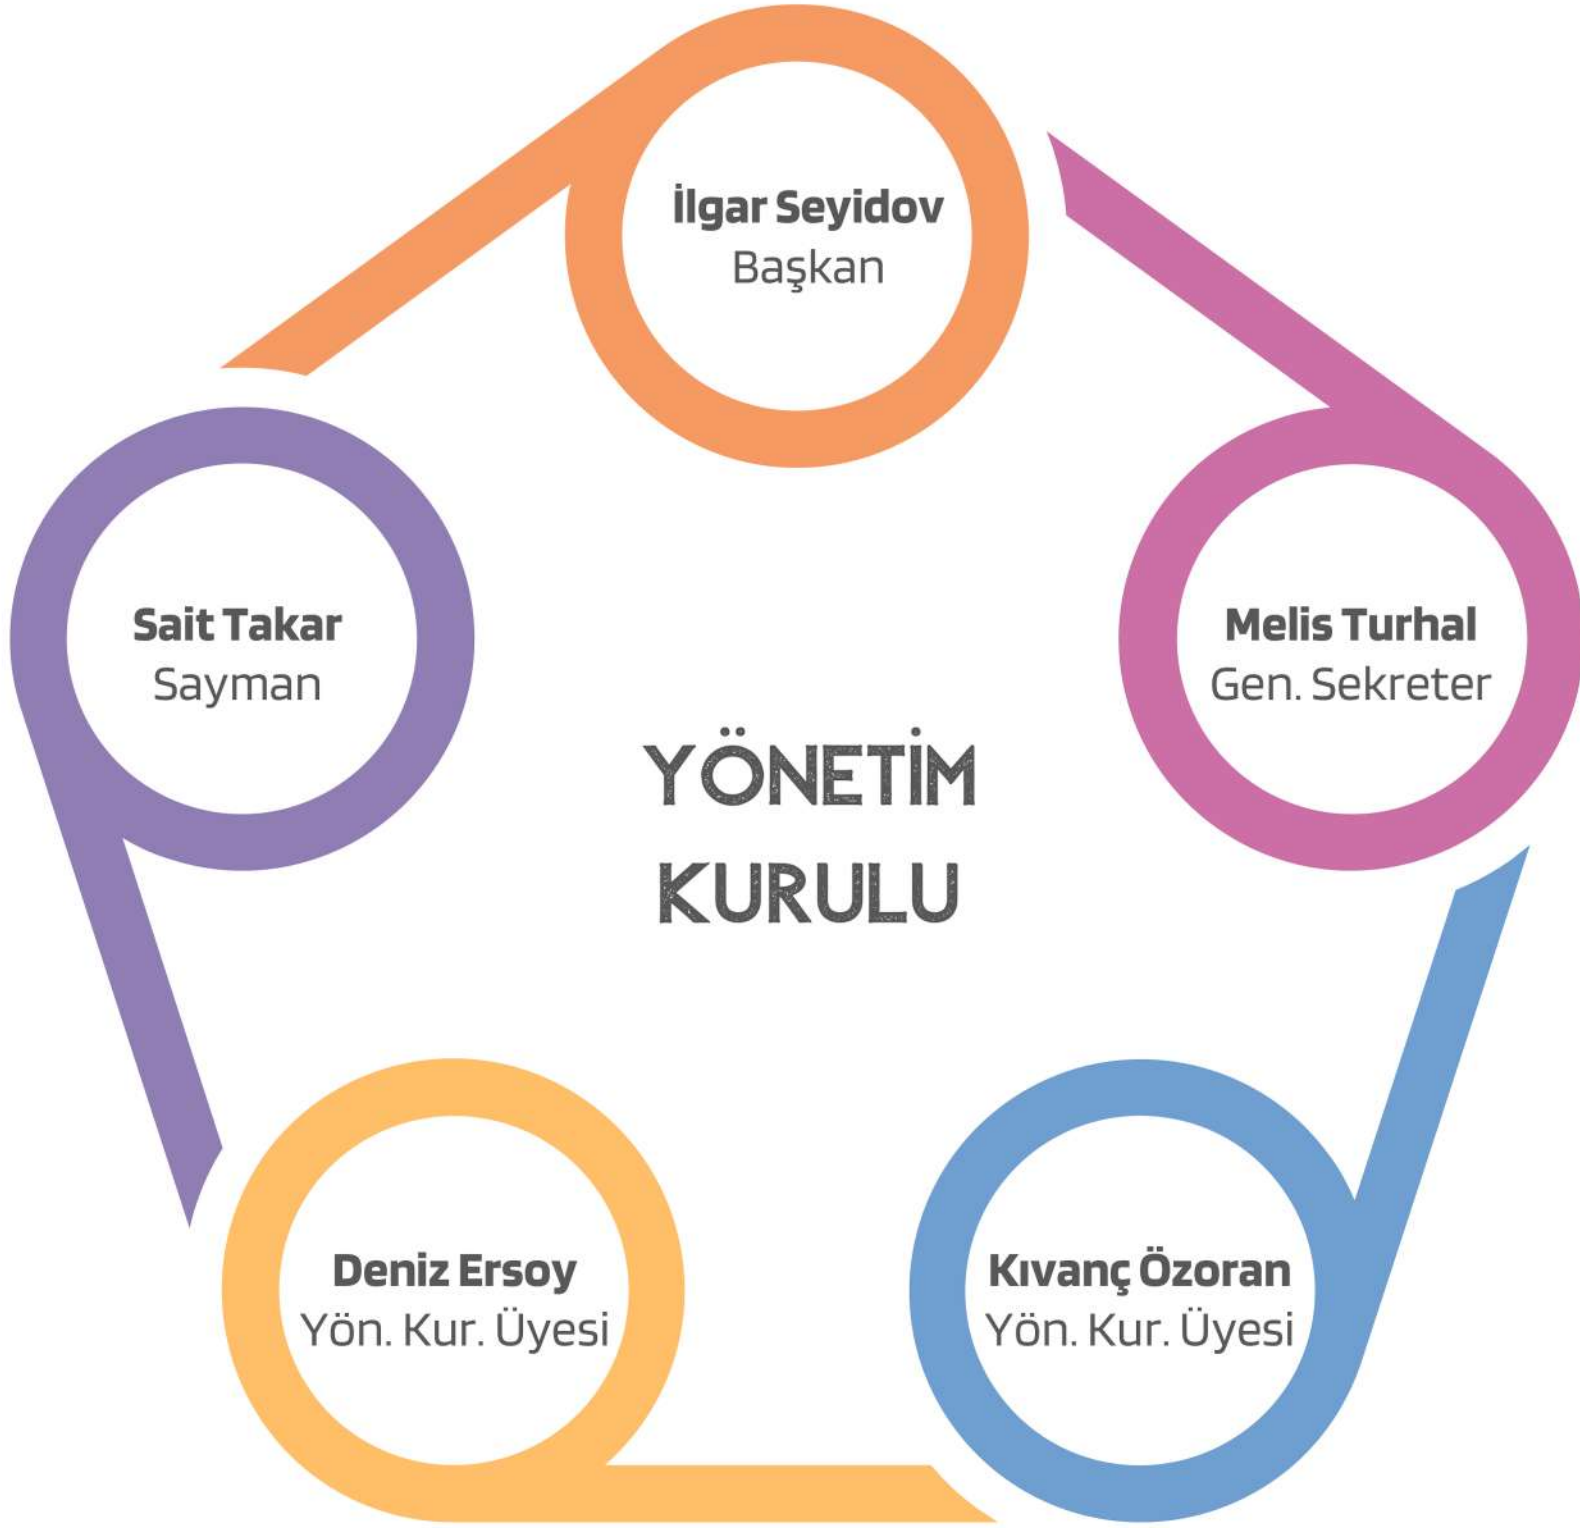 İlgar Seyidov
Başkan
Sait Takar
Sayman
Melis Turhal
Gen. Sekreter
YÖNETİM
KURULU
Deniz Ersoy
Yön. Kur. Üyesi
Kıvanç Özoran
Yön. Kur. Üyesi